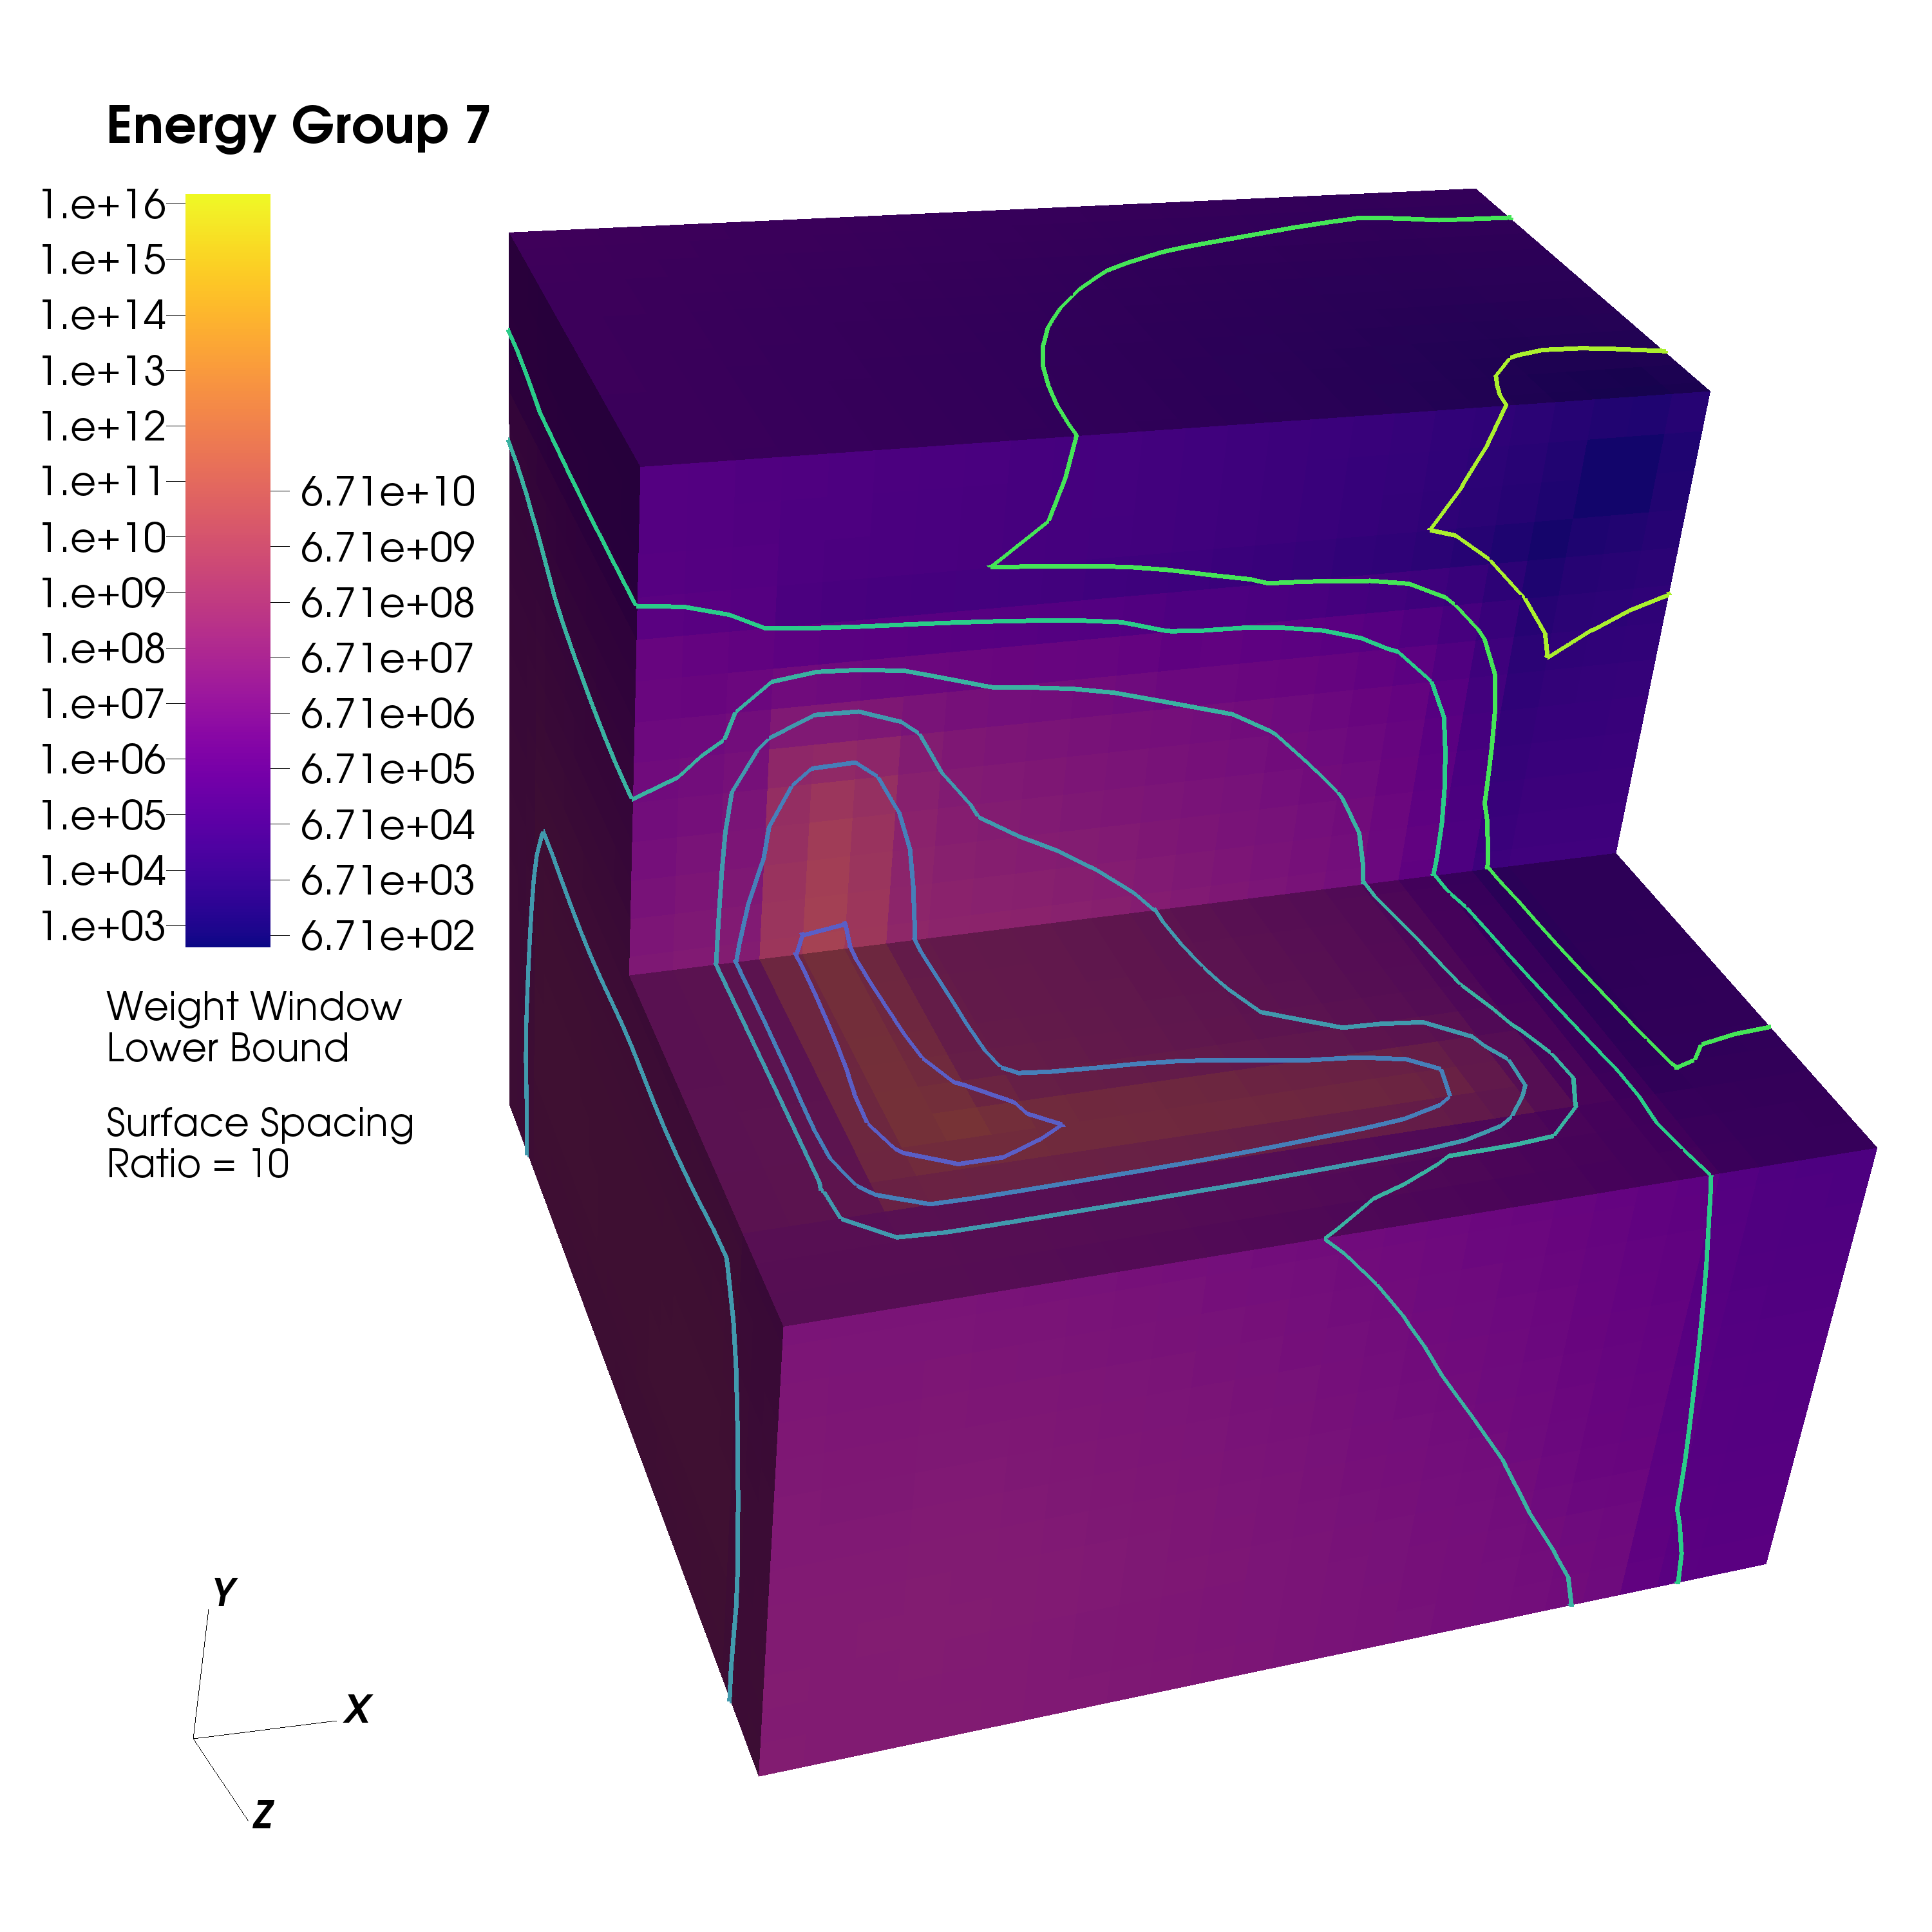 Energy Group 7
1.e+16
1.e+15
1.e+14
1.e+13
1.e+12
1.e+11
1.e+10
1.e+09
1.e+08
1.e+07
1.e+06
1.e+05
1.e+04
1.e+03
6.71e+10
6.71e+09
6.71e+08
6.71e+07
6.71e+06
6.71e+05
6.71e+04
6.71e+03
6.71e+02
Weight Window
Lower Bound
Surface Spacing
Ratio = 10
Y
X
Z